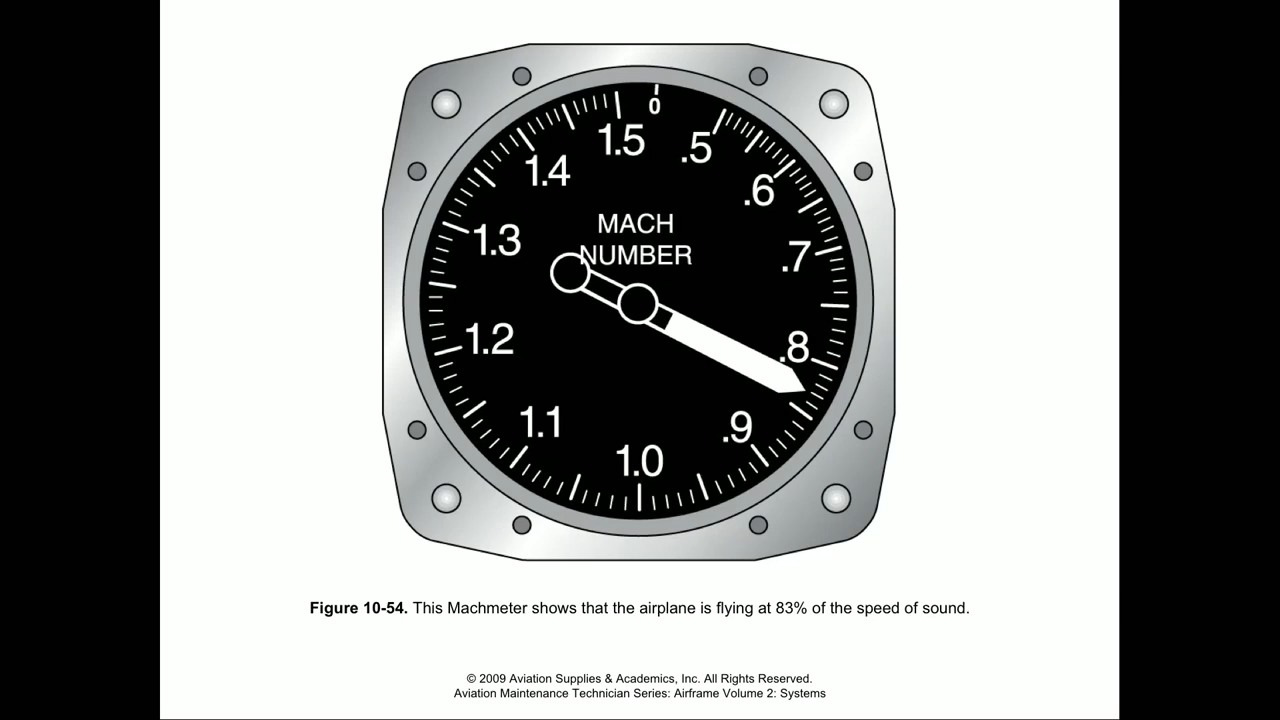 0
.5
.6
.7
.8
.9
1.0
1.1
1.2
1.3
1.4
1.5
MACH
NUMBER
Figure 10-54. This Machmeter shows that the airplane is flying at 83% of the speed of sound.
© 2009 Aviation Supplies & Academics, Inc. All Rights Reserved.
Aviation Maintenance Technician Series: Airframe Volume 2: Systems